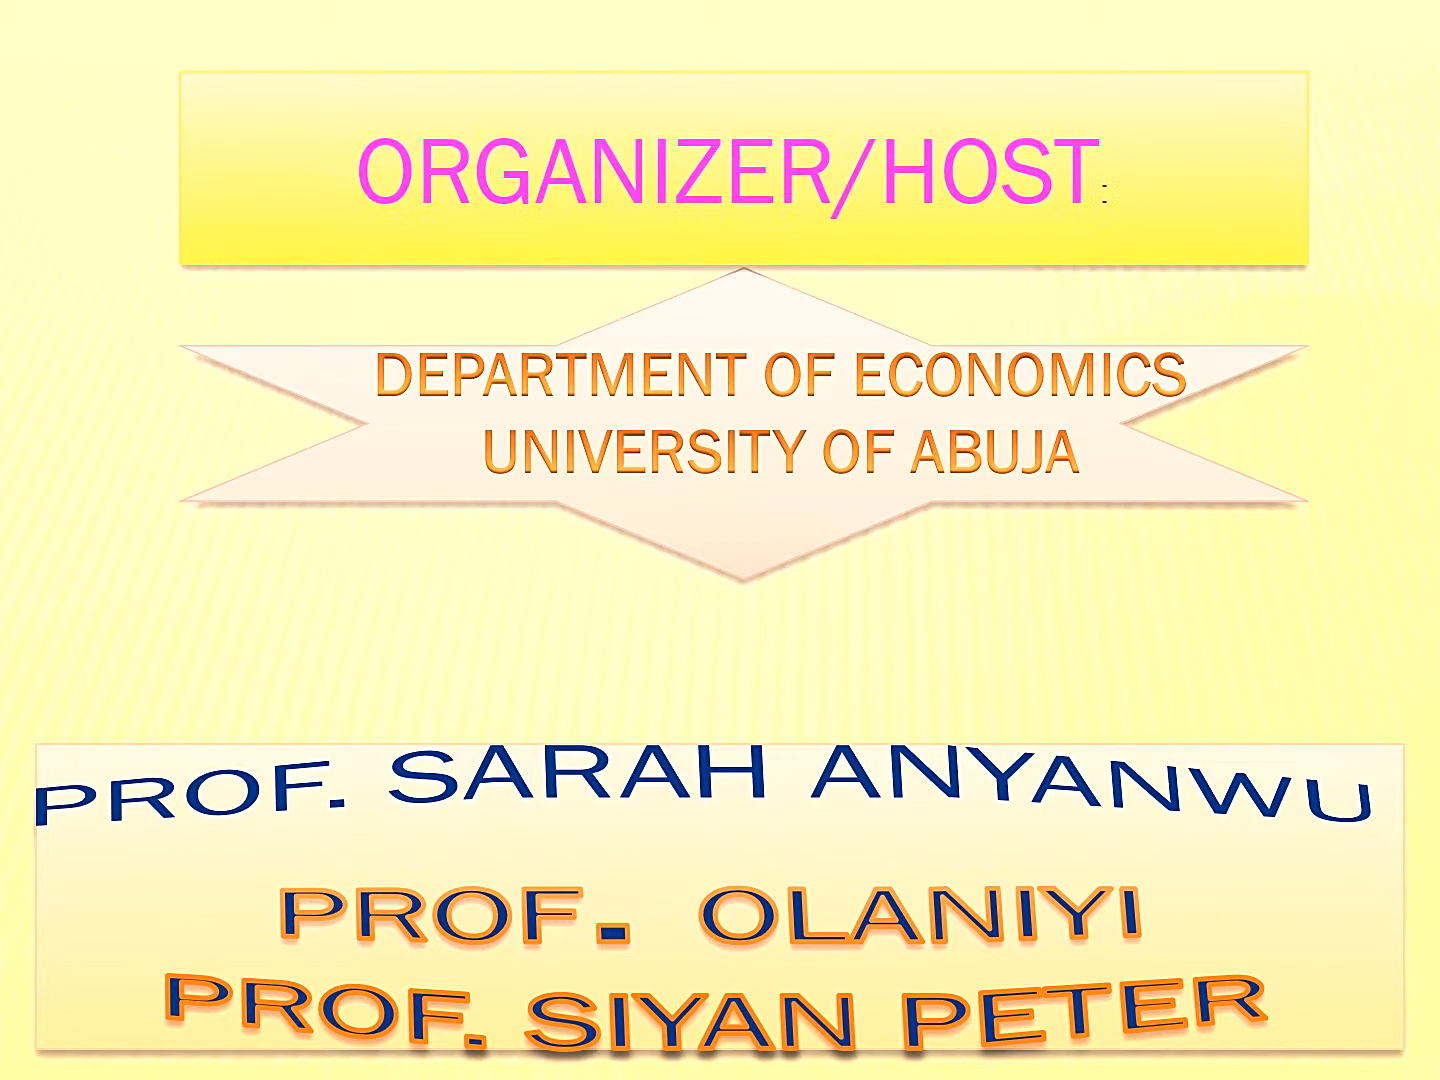 ORGANIZER/HOST:
DEPARTMENT OF ECONOMICS
UNIVERSITY OF ABUJA
PROF. SARAH ANYANWU
PROF. OLANIYI
PROF. SIYAN PETER